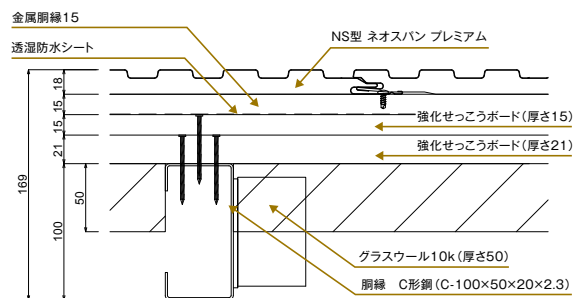 金属胴縁15
透湿防水シート
NS型 ネオスパン プレミアム
強化せっこうボード(厚さ15)
強化せっこうボード(厚さ21)
グラスウール10k(厚さ50)
胴縁 C形鋼(C-100×50×20×2.3)
18
15
15
21
169
50
100